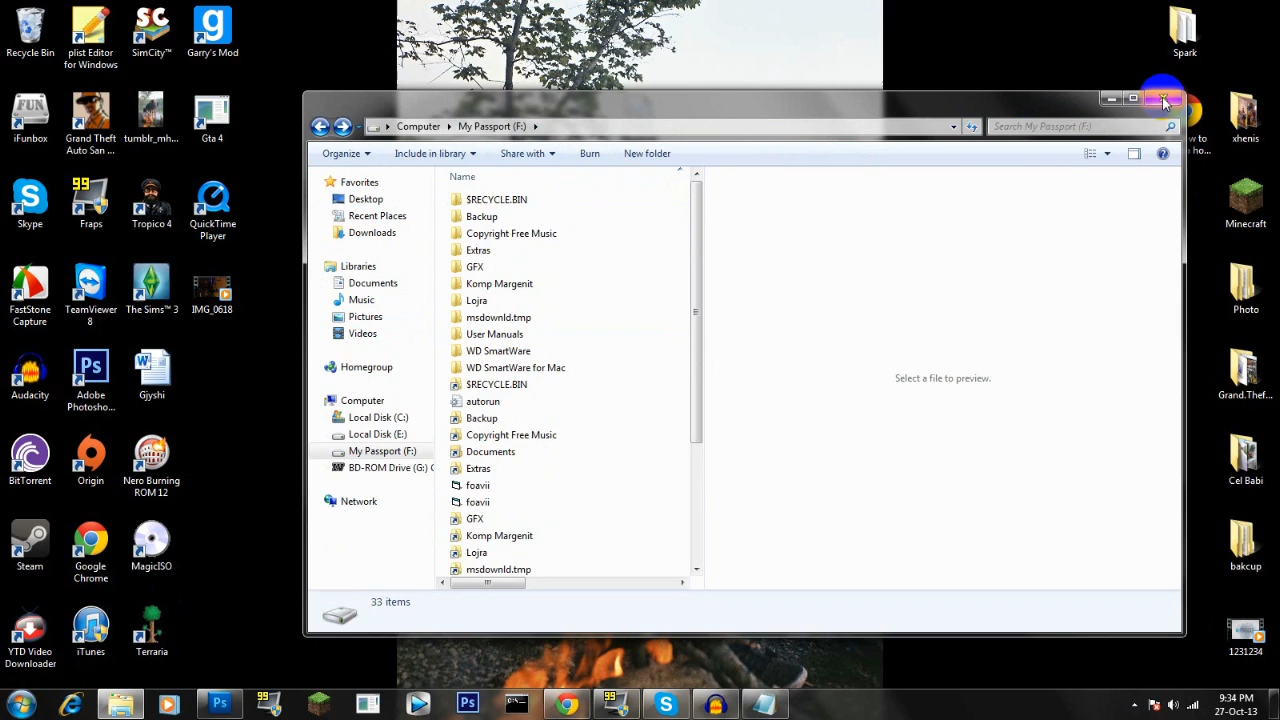 Recycle Bin
plist Editor
for Windows
SimCity™
Garry's Mod
Spark
iFunbox
Grand Theft
Auto San ...
tumblr_mh...
Gta 4
xhenis
Skype
Fraps
Tropico 4
QuickTime
Player
Minecraft
FastStone
Capture
TeamViewer
8
The Sims™ 3
IMG_0618
Photo
Audacity
Adobe
Photosho...
Gjyshi
Grand.Thef...
BitTorrent
Origin
Nero Burning
ROM 12
Cel Babi
Steam
Google
Chrome
MagicISO
bakcup
YTD Video
Downloader
iTunes
Terraria
1231234
Computer
My Passport (F:)
Search My Passport (F:)
Organize
Include in library
Share with
Burn
New folder
Favorites
Desktop
Recent Places
Downloads
Libraries
Documents
Music
Pictures
Videos
Homegroup
Computer
Local Disk (C:)
Local Disk (E:)
My Passport (F:)
BD-ROM Drive (G:)
Network
Name
$RECYCLE.BIN
Backup
Copyright Free Music
Extras
GFX
Komp Margenit
Lojra
msdownld.tmp
User Manuals
WD SmartWare
WD SmartWare for Mac
$RECYCLE.BIN
autorun
Backup
Copyright Free Music
Documents
Extras
foavii
foavii
GFX
Komp Margenit
Lojra
msdownld.tmp
Select a file to preview.
33 items
9:34 PM
27-Oct-13